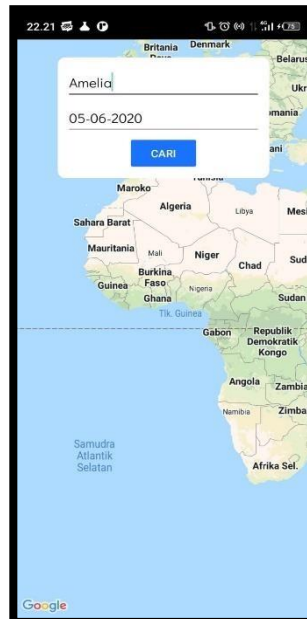 22.21
Britania
Denmark
Belarus
Ukr
Amelia
mania
05-06-2020
ani
CARI
Tunisia
Maroko
Algeria
Libya
Mesi
Sahara Barat
Mauritania
Mali
Niger
Chad
Sud
Burkina
Faso
Guinea
Nigeria
Ghana
Sudan
Tlk. Guinea
Gabon
Republik
Demokratik
Kongo
Angola
Zambia
Namibia
Zimba
Samudra
Atlantik
Selatan
Afrika Sel.
Google